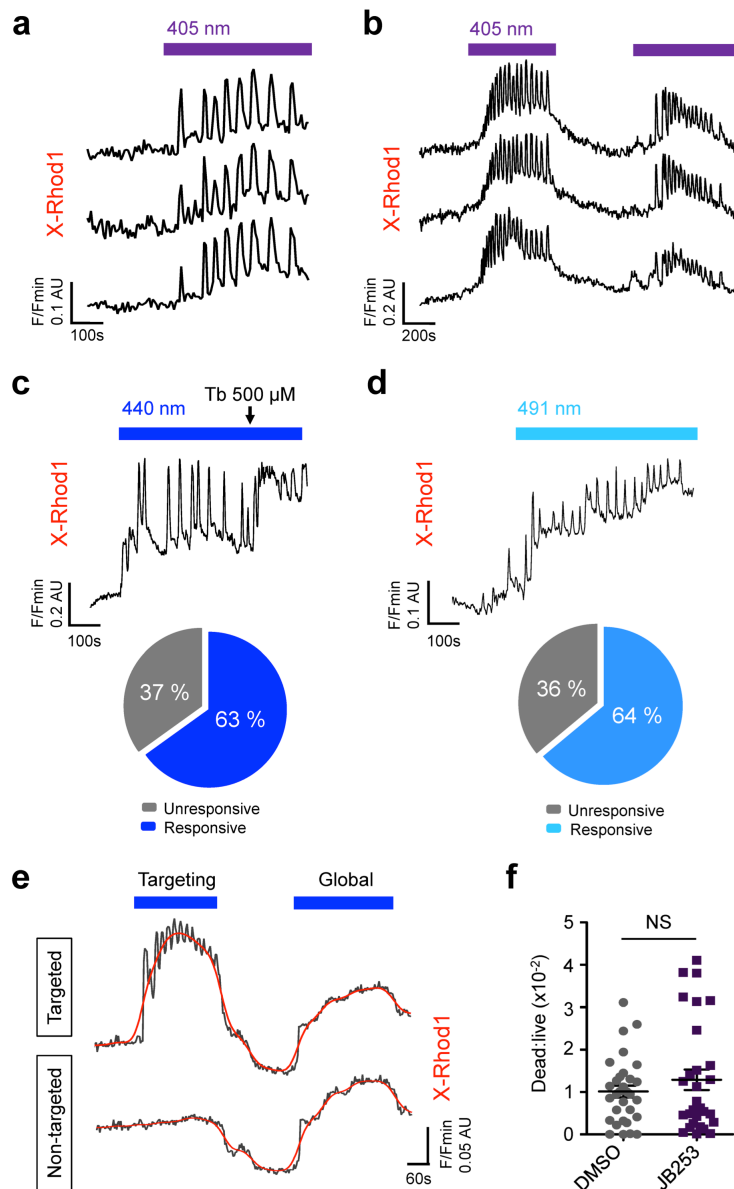 a
405 nm
X-Rhod1
F/Fmin
0.1 AU
100s
b
405 nm
X-Rhod1
F/Fmin
0.2 AU
200s
c
Tb 500 µM
440 nm
X-Rhod1
F/Fmin
0.2 AU
100s
37 %
63 %
Unresponsive
Responsive
d
491 nm
X-Rhod1
F/Fmin
0.1 AU
100s
36 %
64 %
Unresponsive
Responsive
e
Targeting
Global
Targeted
Non-targeted
X-Rhod1
F/Fmin
0.05 AU
60s
f
NS
Dead:live (x10⁻²)
5
4
3
2
1
0
DMSO
JB253